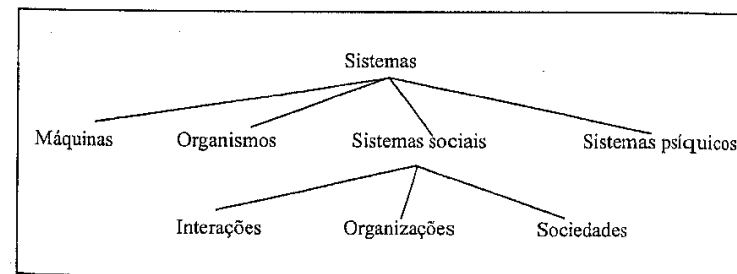 Sistemas
Máquinas Organismos Sistemas sociais Sistemas psíquicos
Interações Organizações Sociedades